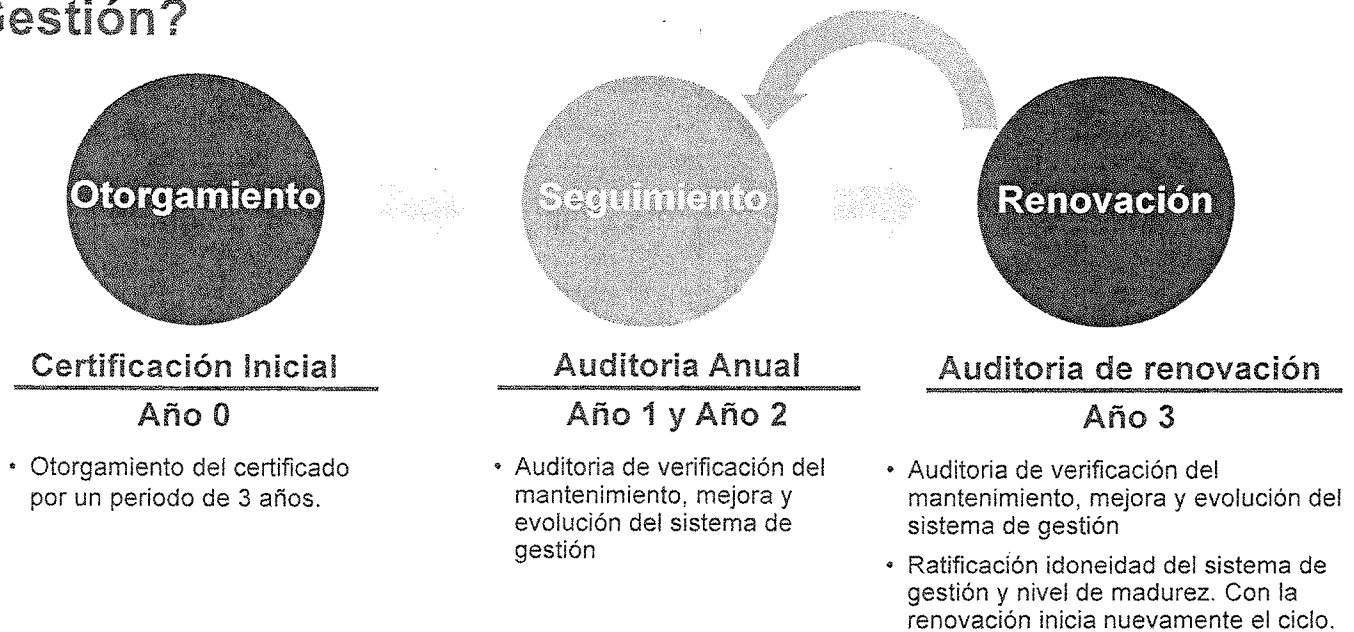 Gestión?
Otorgamiento
Seguimiento
Renovación
Certificación Inicial
Año 0
• Otorgamiento del certificado
por un periodo de 3 años.
Auditoria Anual
Año 1 y Año 2
• Auditoria de verificación del
mantenimiento, mejora y
evolución del sistema de
gestión
Auditoria de renovación
Año 3
• Auditoria de verificación del
mantenimiento, mejora y evolución del
sistema de gestión
• Ratificación idoneidad del sistema de
gestión y nivel de madurez. Con la
renovación inicia nuevamente el ciclo.